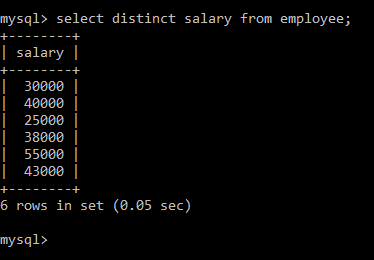 mysql> select distinct salary from employee;
+--------+
| salary |
+--------+
|  30000 |
|  40000 |
|  25000 |
|  38000 |
|  55000 |
|  43000 |
+--------+
6 rows in set (0.05 sec)
mysql>